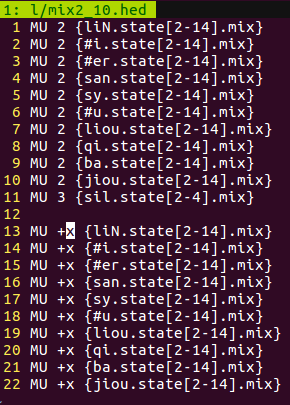 1: l/mix2_10.hed
1 MU 2 {liN.state[2-14].mix}
2 MU 2 {#i.state[2-14].mix}
3 MU 2 {#er.state[2-14].mix}
4 MU 2 {san.state[2-14].mix}
5 MU 2 {sy.state[2-14].mix}
6 MU 2 {#u.state[2-14].mix}
7 MU 2 {liou.state[2-14].mix}
8 MU 2 {qi.state[2-14].mix}
9 MU 2 {ba.state[2-14].mix}
10 MU 2 {jiou.state[2-14].mix}
11 MU 3 {sil.state[2-4].mix}
12
13 MU +x {liN.state[2-14].mix}
14 MU +x {#i.state[2-14].mix}
15 MU +x {#er.state[2-14].mix}
16 MU +x {san.state[2-14].mix}
17 MU +x {sy.state[2-14].mix}
18 MU +x {#u.state[2-14].mix}
19 MU +x {liou.state[2-14].mix}
20 MU +x {qi.state[2-14].mix}
21 MU +x {ba.state[2-14].mix}
22 MU +x {jiou.state[2-14].mix}